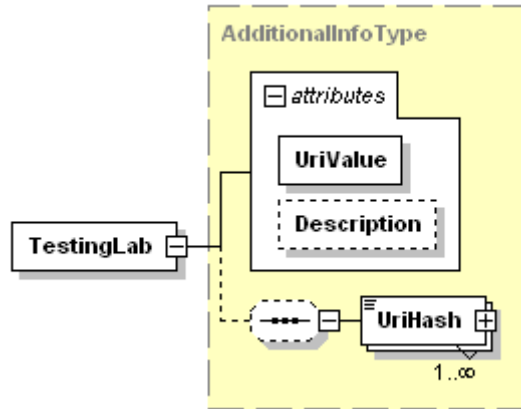 AdditionalInfoType
attributes
UriValue
Description
TestingLab
UriHash
1..∞